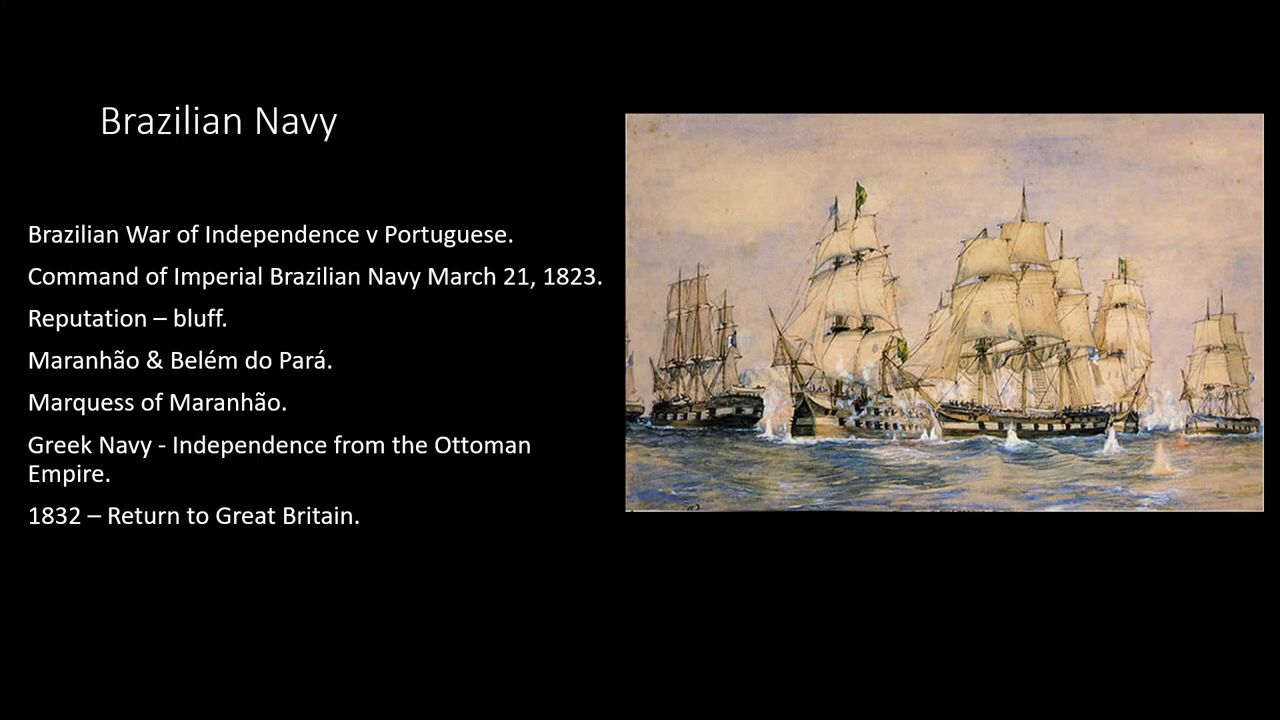 Brazilian Navy
Brazilian War of Independence v Portuguese.
Command of Imperial Brazilian Navy March 21, 1823.
Reputation – bluff.
Maranhão & Belém do Pará.
Marquess of Maranhão.
Greek Navy - Independence from the Ottoman
Empire.
1832 – Return to Great Britain.